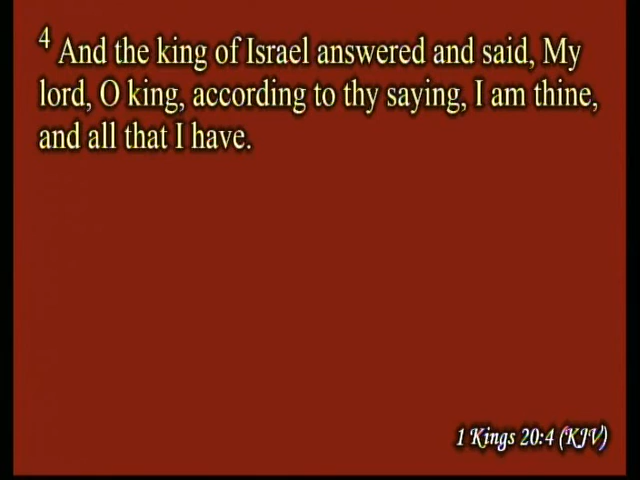 4 And the king of Israel answered and said, My
lord, O king, according to thy saying, I am thine,
and all that I have.
1 Kings 20:4 (KJV)